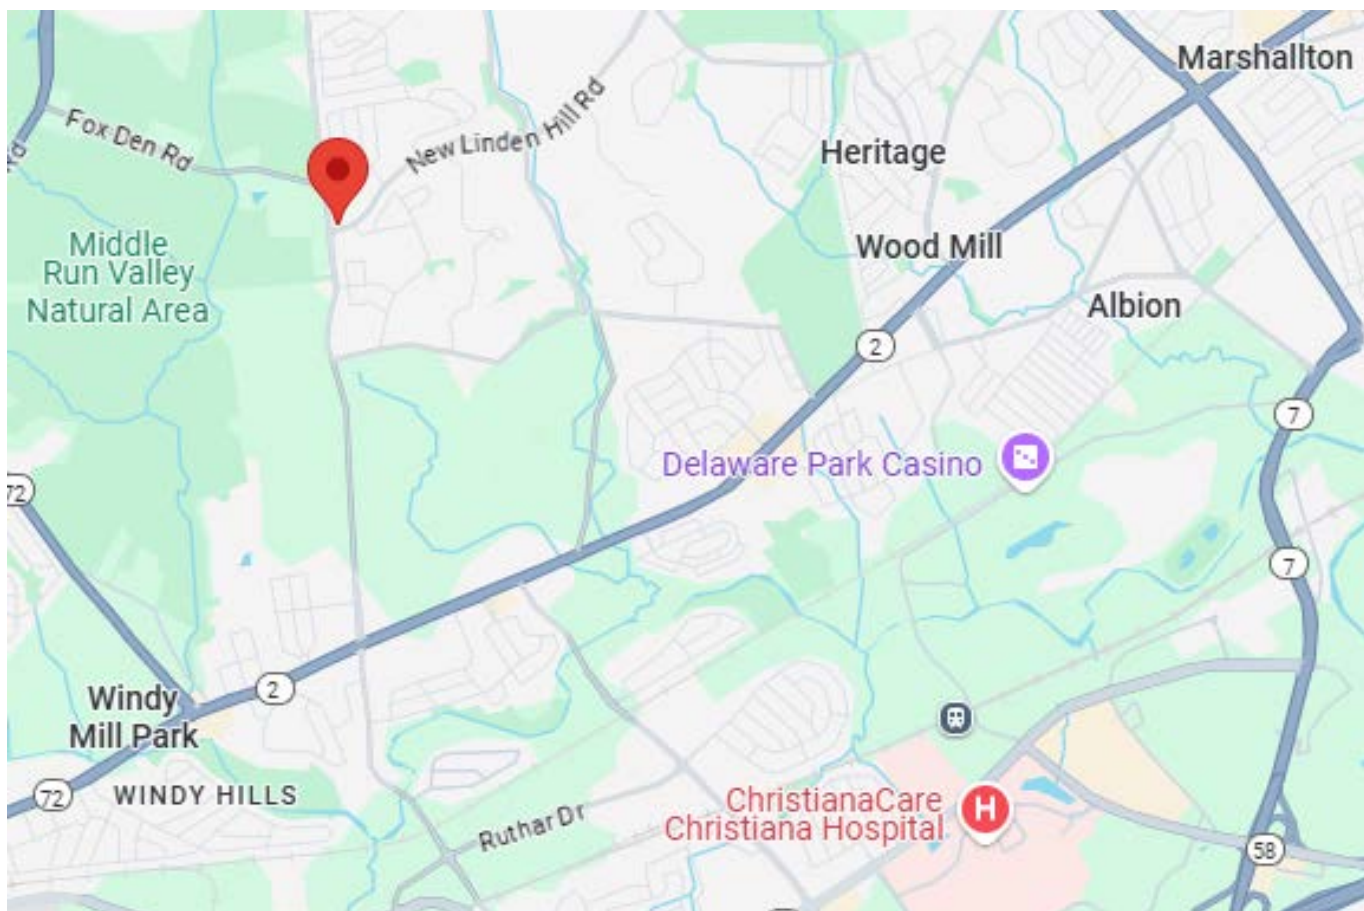 Marshallton
Fox Den Rd
New Linden Hill Rd
Heritage
Rd
Middle
Run Valley
Natural Area
Wood Mill
Albion
2
7
Delaware Park Casino
72
7
Windy
Mill Park
2
72
WINDY HILLS
Ruthar Dr
ChristianaCare
Christiana Hospital
H
58